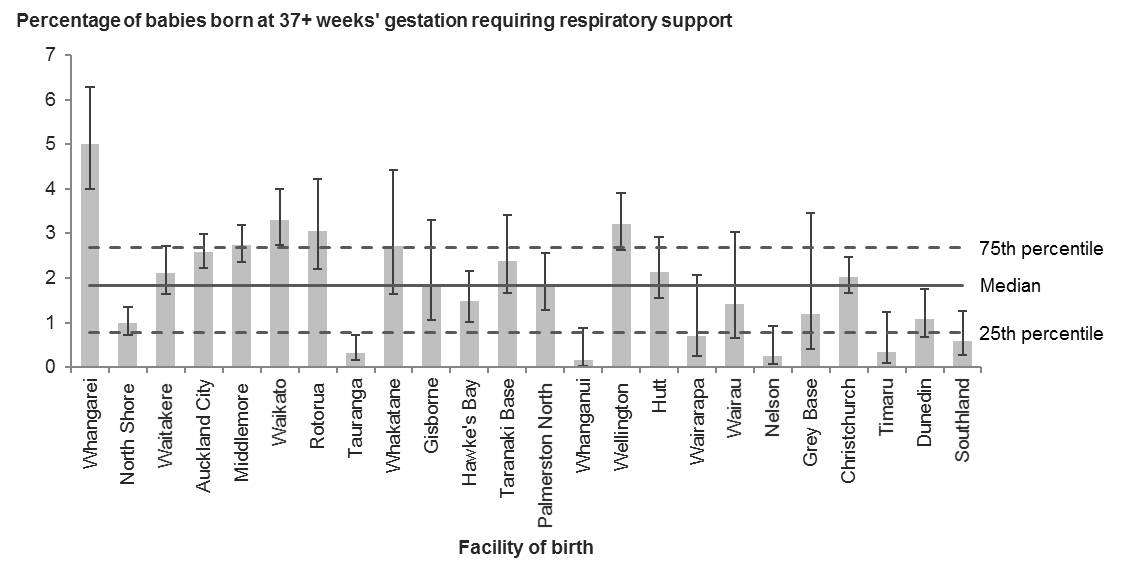 Percentage of babies born at 37+ weeks' gestation requiring respiratory support
7
6
5
4
3
2
1
0
75th percentile
Median
25th percentile
Whangarei
North Shore
Waitakere
Auckland City
Middlemore
Waikato
Rotorua
Tauranga
Whakatane
Gisborne
Hawke's Bay
Taranaki Base
Palmerston North
Whanganui
Wellington
Hutt
Wairarapa
Wairau
Nelson
Grey Base
Christchurch
Timaru
Dunedin
Southland
Facility of birth